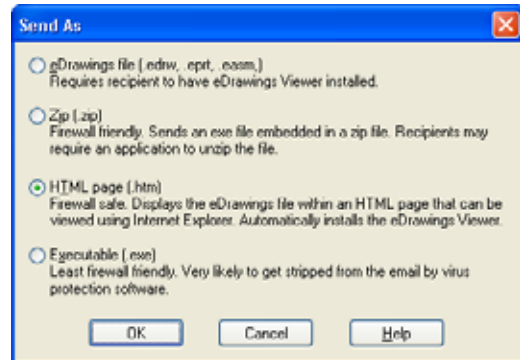 Send As
eDrawings file (.edrw, .eprt, .easm,)
Requires recipient to have eDrawings Viewer installed.
Zip (.zip)
Firewall friendly. Sends an exe file embedded in a zip file. Recipients may
require an application to unzip the file.
HTML page (.htm)
Firewall safe. Displays the eDrawings file within an HTML page that can be
viewed using Internet Explorer. Automatically installs the eDrawings Viewer.
Executable (.exe)
Least firewall friendly. Very likely to get stripped from the email by virus
protection software.
OK Cancel Help